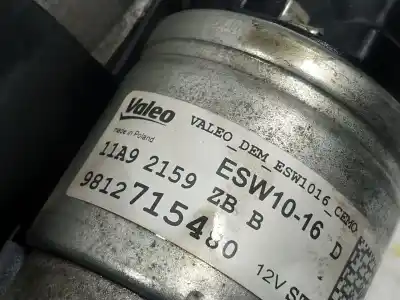 Valeo
made in Poland
VALEO_DEM_ESW1016_CEMO
11A9 2159
ESW10-16 D
ZB B
9812715480
12V